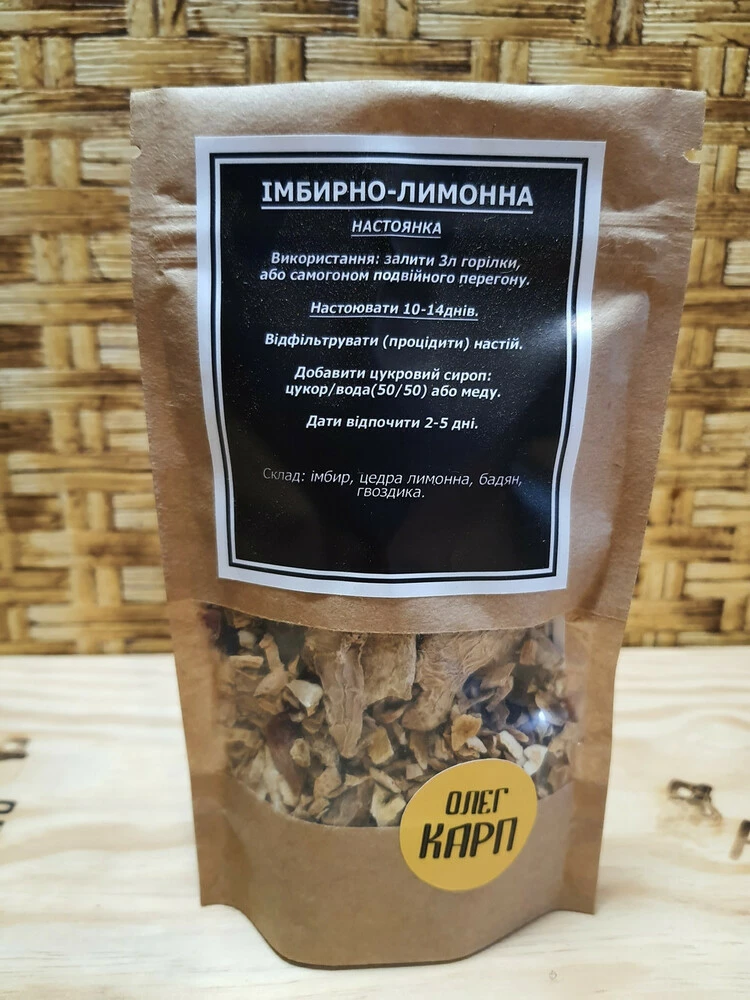 ІМБИРНО-ЛИМОННА
НАСТОЯНКА
Використання: залити 3л горілки,
або самогоном подвійного перегону.
Настоювати 10-14днів.
Відфільтрувати (процідити) настій.
Добавити цукровий сироп:
цукор/вода(50/50) або меду.
Дати відпочити 2-5 дні.
Склад: імбир, цедра лимонна, бадян,
гвоздика.
ОЛЕГ
КАРП